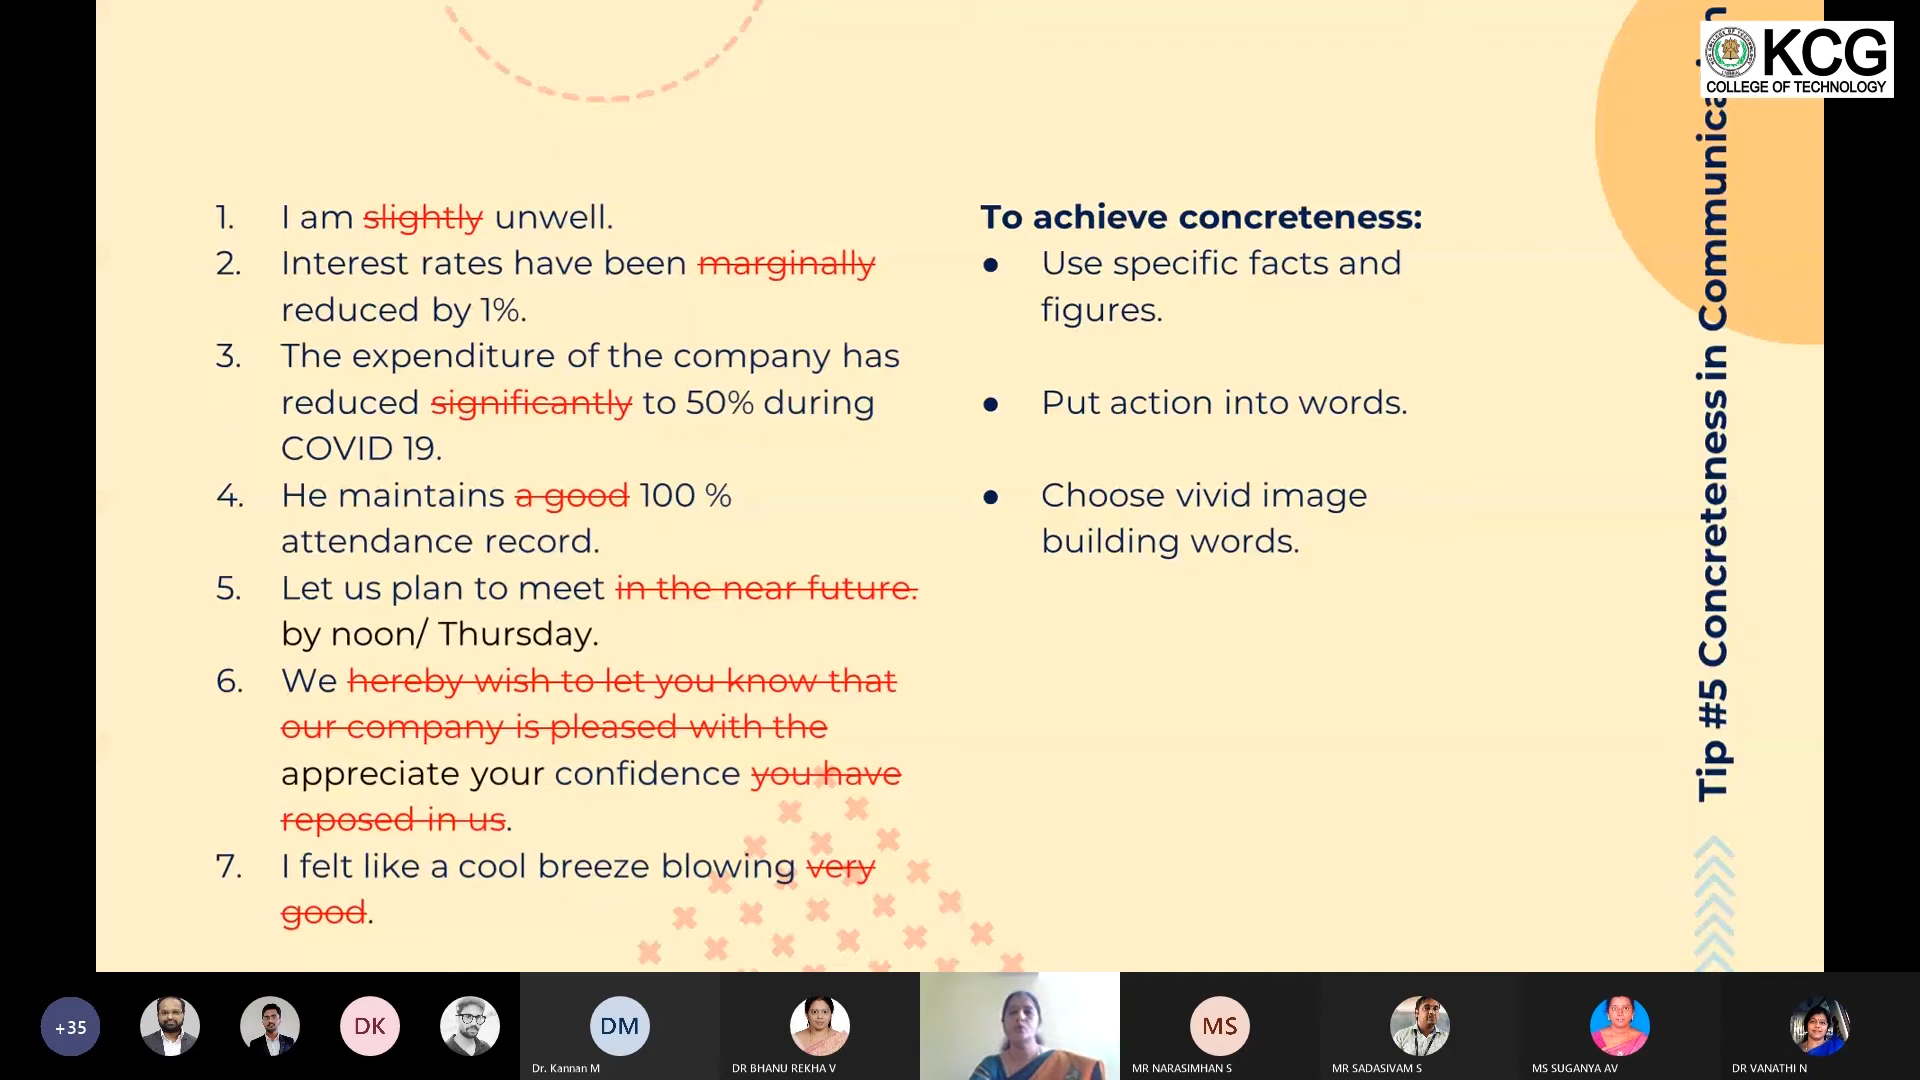 KCG
COLLEGE OF TECHNOLOGY
1. I am slightly unwell.
2. Interest rates have been marginally
reduced by 1%.
3. The expenditure of the company has
reduced significantly to 50% during
COVID 19.
4. He maintains a good 100 %
attendance record.
5. Let us plan to meet in the near future.
by noon/ Thursday.
6. We hereby wish to let you know that
our company is pleased with the
appreciate your confidence you have
reposed in us.
7. I felt like a cool breeze blowing very
good.
To achieve concreteness:
● Use specific facts and
figures.
● Put action into words.
● Choose vivid image
building words.
Tip #5 Concreteness in
+35
DK
DM
Dr. Kannan M
DR BHANU REKHA V
MS
MR NARASIMHAN S
MR SADASIVAM S
MS SUGANYA AV
DR VANATHI N